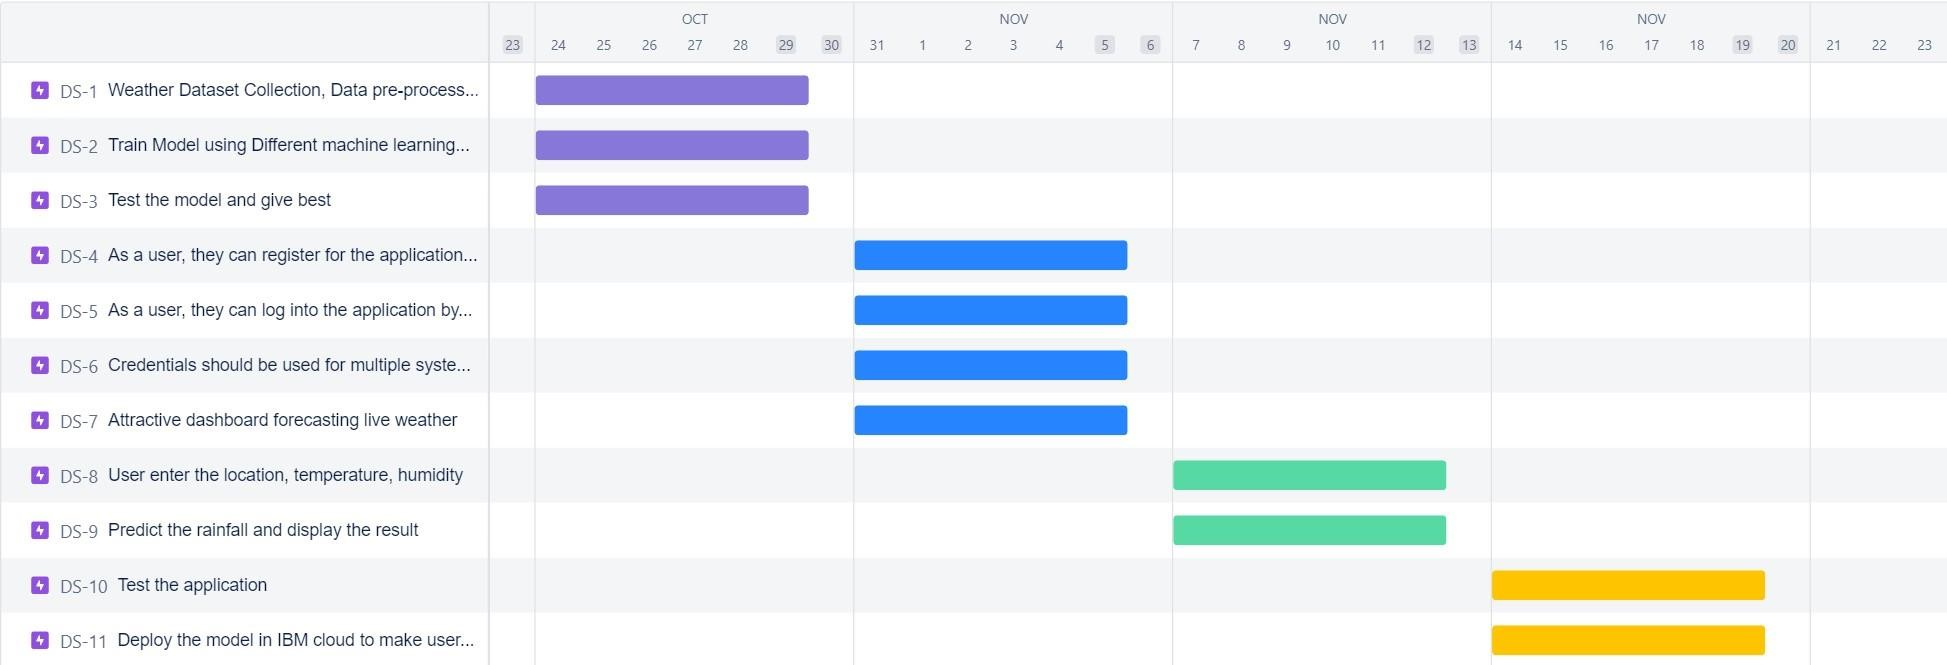 OCT NOV NOV NOV
23 24 25 26 27 28 29 30 31 1 2 3 4 5 6 7 8 9 10 11 12 13 14 15 16 17 18 19 20 21 22 23
DS-1 Weather Dataset Collection, Data pre-process...
DS-2 Train Model using Different machine learning...
DS-3 Test the model and give best
DS-4 As a user, they can register for the application...
DS-5 As a user, they can log into the application by...
DS-6 Credentials should be used for multiple syste...
DS-7 Attractive dashboard forecasting live weather
DS-8 User enter the location, temperature, humidity
DS-9 Predict the rainfall and display the result
DS-10 Test the application
DS-11 Deploy the model in IBM cloud to make user...